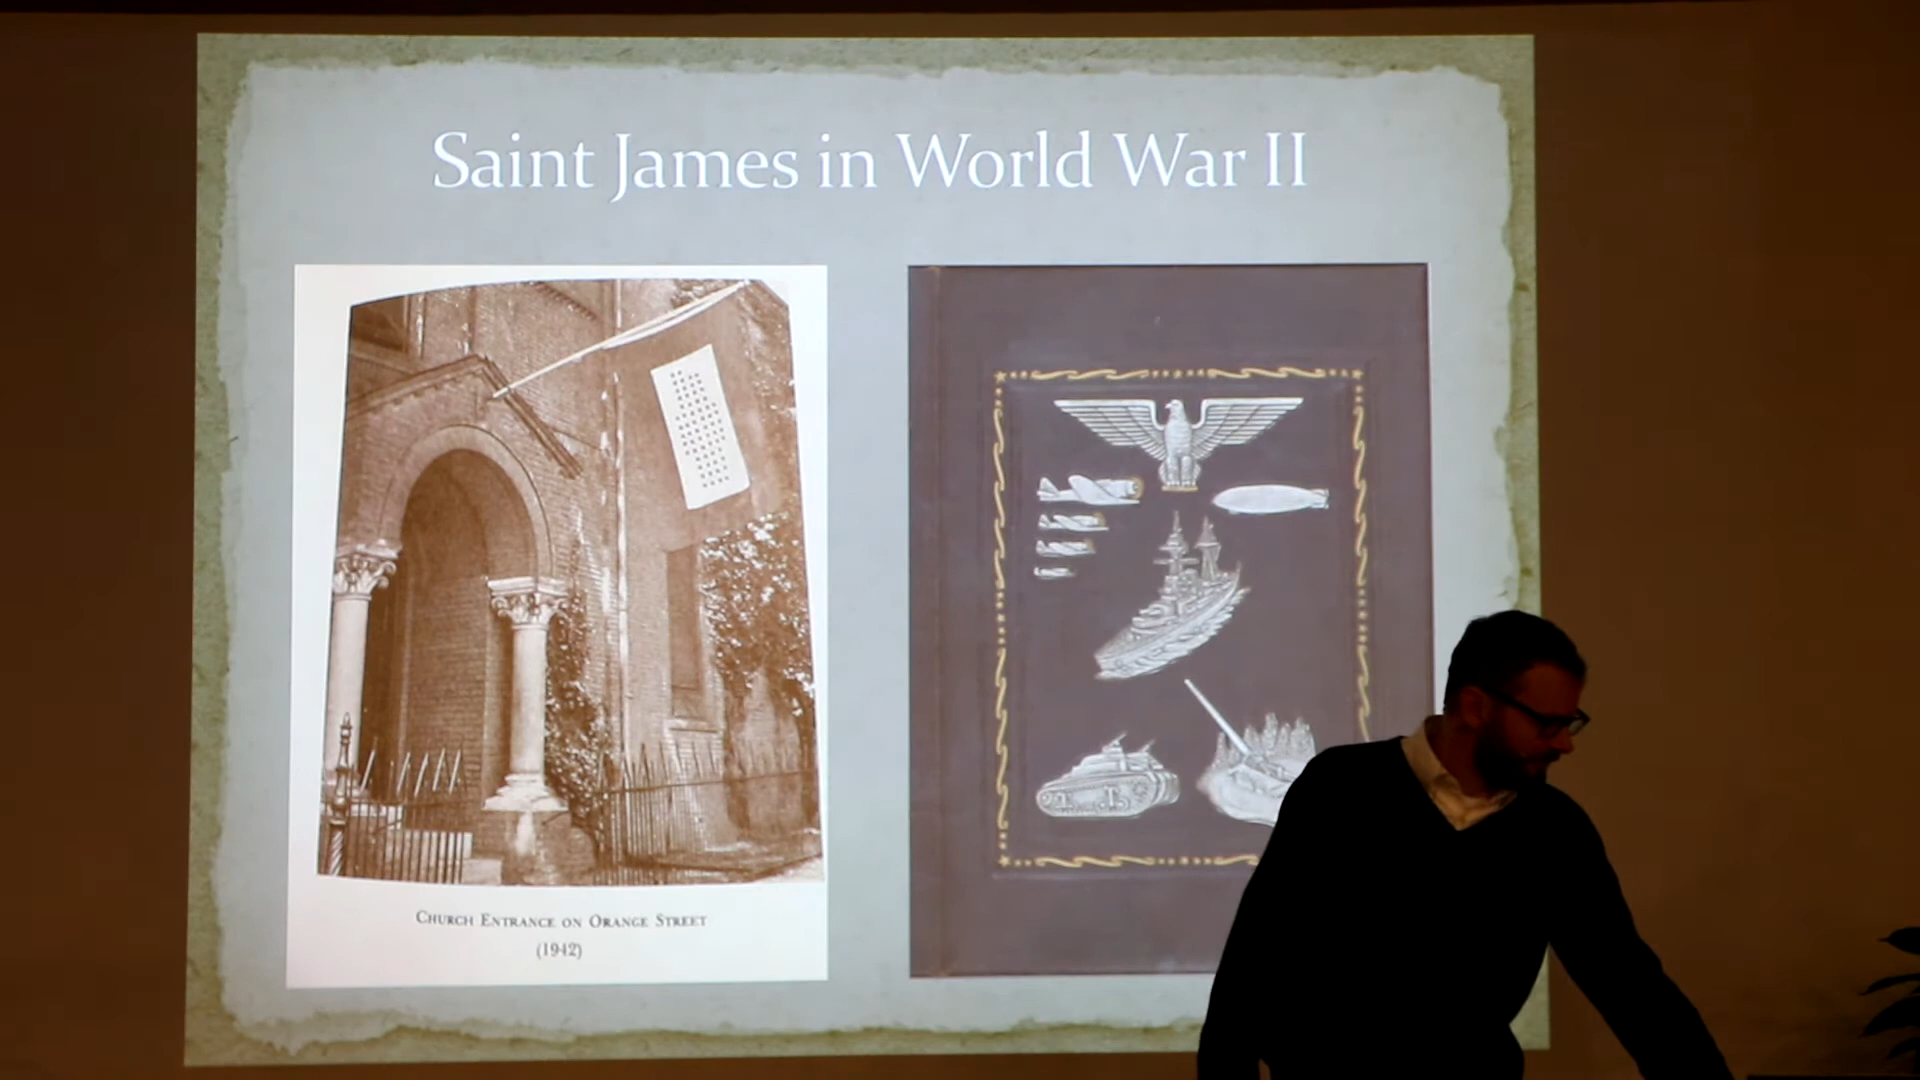 Saint James in World War II
CHURCH ENTRANCE ON ORANGE STREET
(1942)